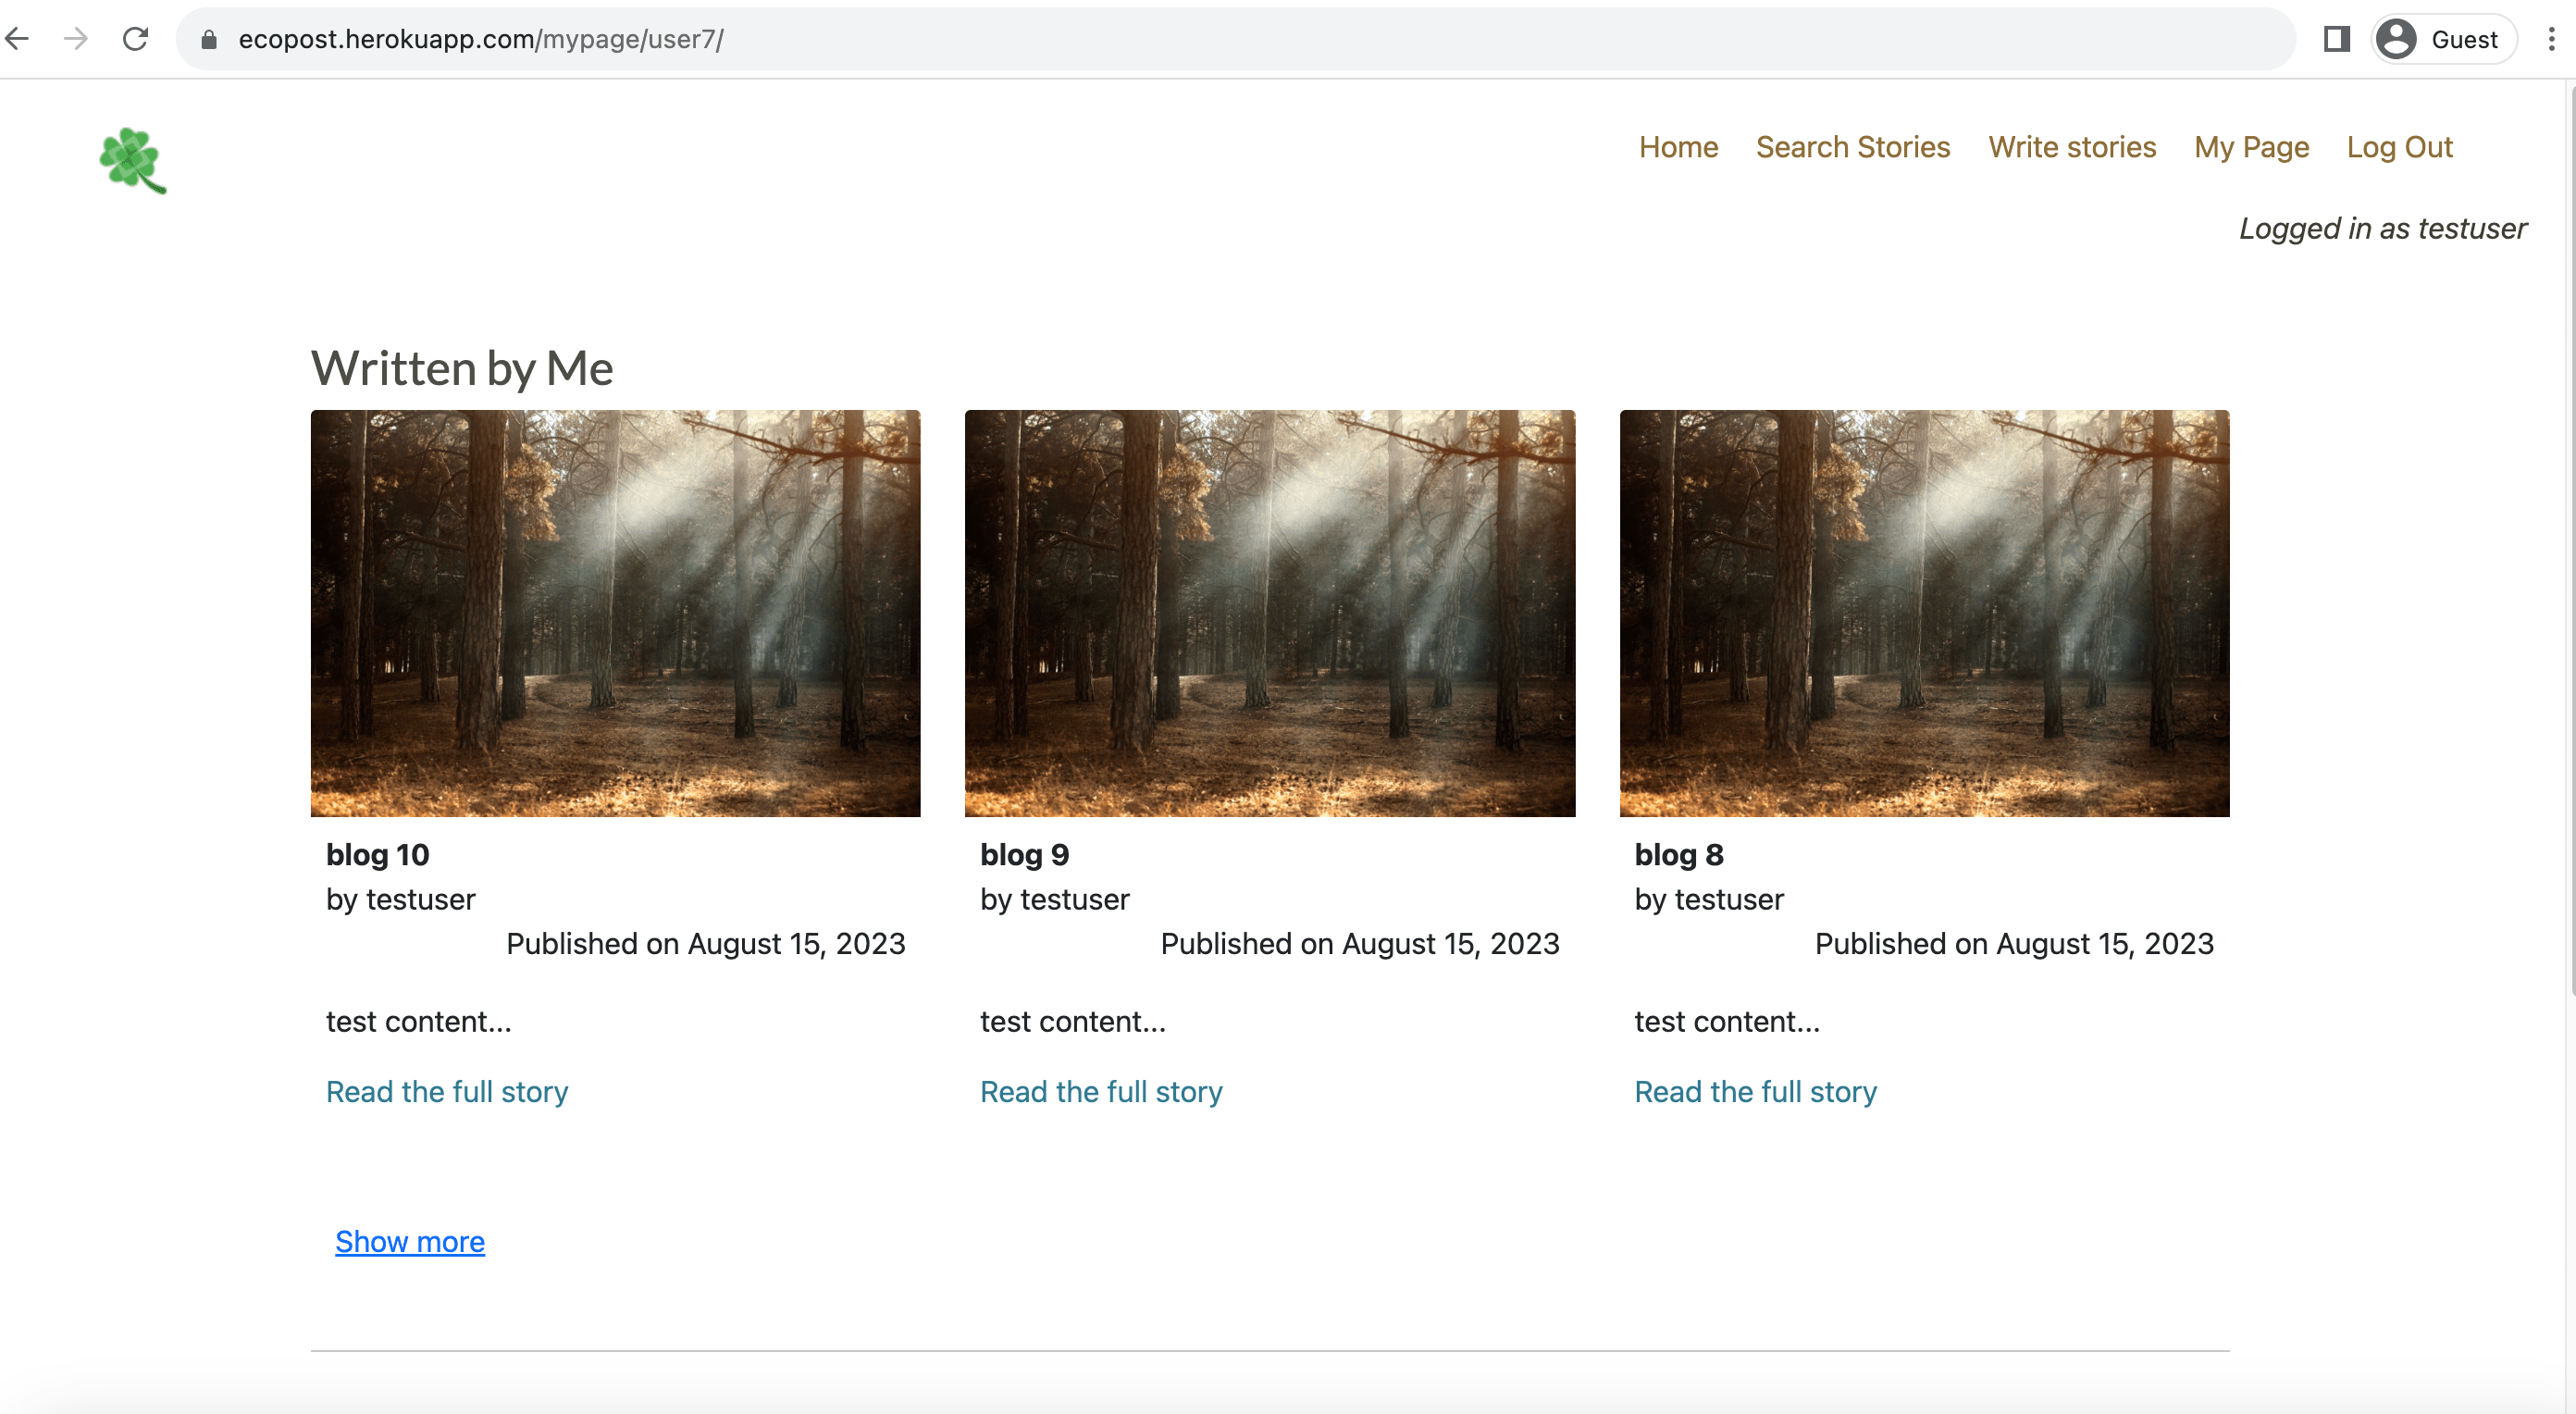 ecopost.herokuapp.com/mypage/user7/
Guest
Home Search Stories Write stories My Page Log Out
Logged in as testuser
Written by Me
blog 10
by testuser
Published on August 15, 2023
test content...
Read the full story
blog 9
by testuser
Published on August 15, 2023
test content...
Read the full story
blog 8
by testuser
Published on August 15, 2023
test content...
Read the full story
Show more